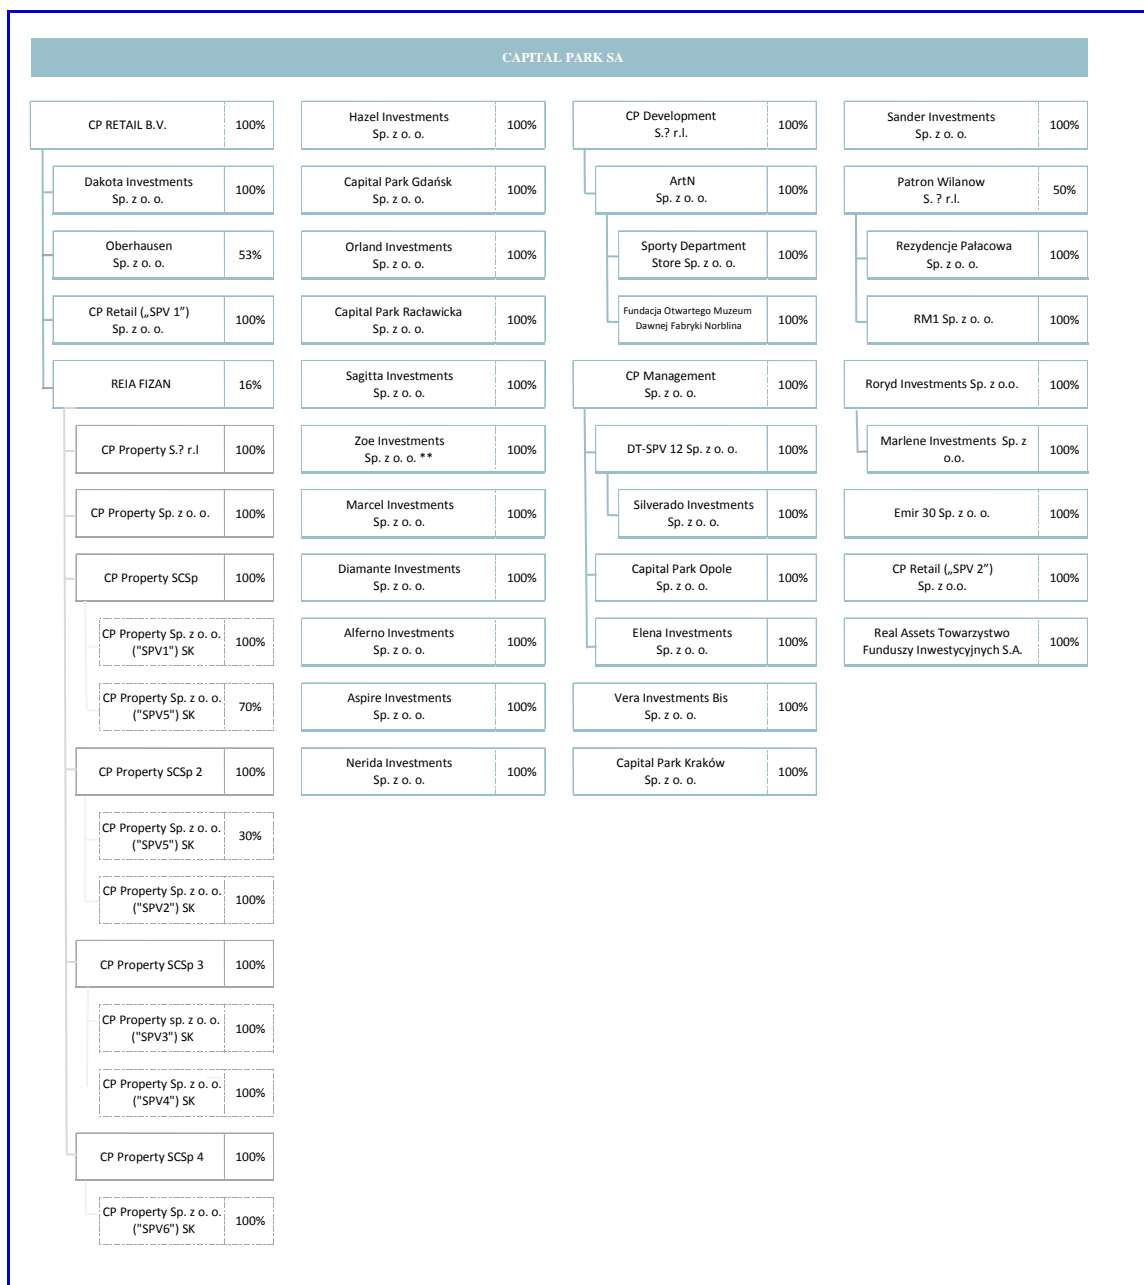 CAPITAL PARK SA
CP RETAIL B.V.
100%
Dakota Investments
Sp. z o. o.
100%
Oberhausen
Sp. z o. o.
53%
CP Retail („SPV 1”)
Sp. z o. o.
100%
REIA FIZAN
16%
CP Property S.? r.l
100%
CP Property Sp. z o. o.
100%
CP Property SCSp
100%
CP Property Sp. z o. o.
("SPV1") SK
100%
CP Property Sp. z o. o.
("SPV5") SK
70%
CP Property SCSp 2
100%
CP Property Sp. z o. o.
("SPV5") SK
30%
CP Property Sp. z o. o.
("SPV2") SK
100%
CP Property SCSp 3
100%
CP Property sp. z o. o.
("SPV3") SK
100%
CP Property Sp. z o. o.
("SPV4") SK
100%
CP Property SCSp 4
100%
CP Property Sp. z o. o.
("SPV6") SK
100%
Hazel Investments
Sp. z o. o.
100%
Capital Park Gdańsk
Sp. z o. o.
100%
Orland Investments
Sp. z o. o.
100%
Capital Park Racławicka
Sp. z o. o.
100%
Sagitta Investments
Sp. z o. o.
100%
Zoe Investments
Sp. z o. o. **
100%
Marcel Investments
Sp. z o. o.
100%
Diamante Investments
Sp. z o. o.
100%
Alferno Investments
Sp. z o. o.
100%
Aspire Investments
Sp. z o. o.
100%
Nerida Investments
Sp. z o. o.
100%
CP Development
S.? r.l.
100%
ArtN
Sp. z o. o.
100%
Sporty Department
Store Sp. z o. o.
100%
Fundacja Otwartego Muzeum
Dawnej Fabryki Norblina
100%
CP Management
Sp. z o. o.
100%
DT-SPV 12 Sp. z o. o.
100%
Silverado Investments
Sp. z o. o.
100%
Capital Park Opole
Sp. z o. o.
100%
Elena Investments
Sp. z o. o.
100%
Vera Investments Bis
Sp. z o. o.
100%
Capital Park Kraków
Sp. z o. o.
100%
Sander Investments
Sp. z o. o.
100%
Patron Wilanow
S. ? r.l.
50%
Rezydencje Pałacowa
Sp. z o. o.
100%
RM1 Sp. z o. o.
100%
Roryd Investments Sp. z o.o.
100%
Marlene Investments Sp. z
o.o.
100%
Emir 30 Sp. z o. o.
100%
CP Retail („SPV 2”)
Sp. z o.o.
100%
Real Assets Towarzystwo
Funduszy Inwestycyjnych S.A.
100%